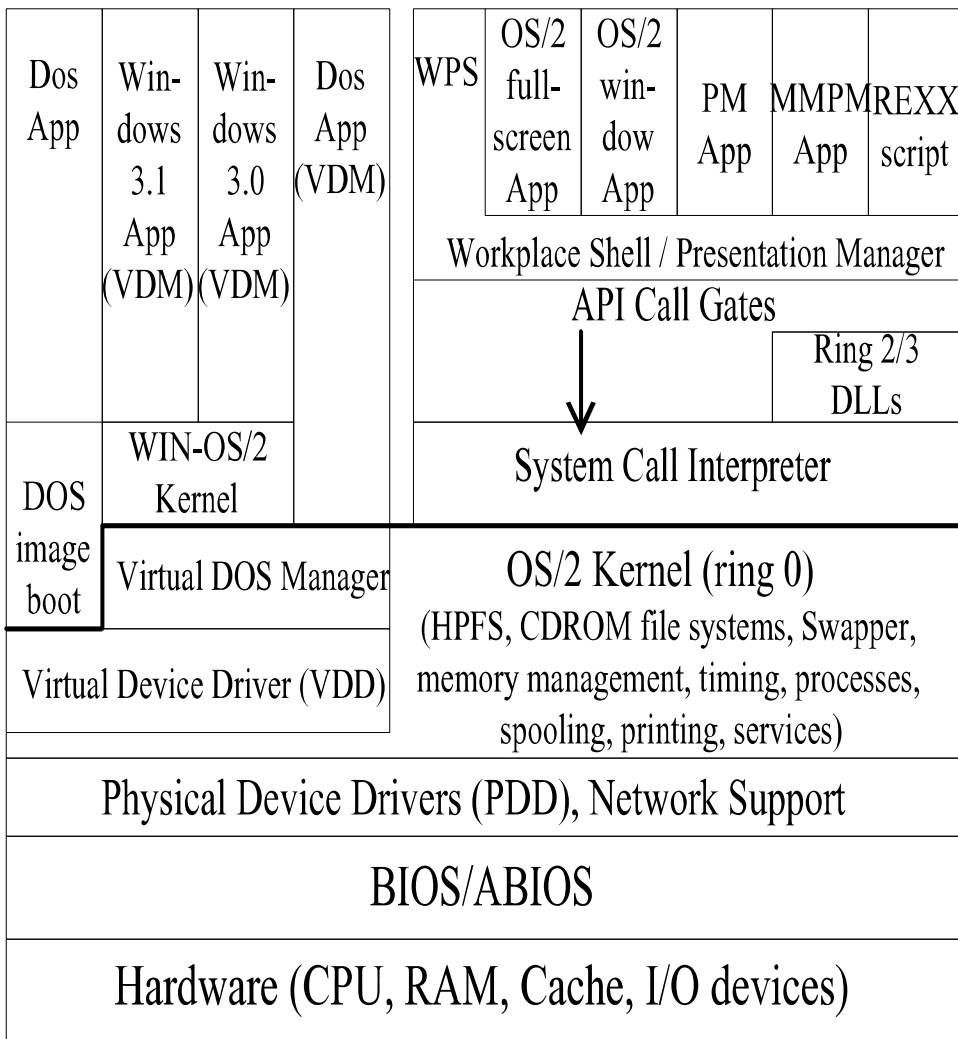 Dos
App
Win-
dows
3.1
App
(VDM)
Win-
dows
3.0
App
(VDM)
Dos
App
(VDM)
WPS
OS/2
full-
screen
App
OS/2
win-
dow
App
PM
App
MMPM
App
REXX
script
Workplace Shell / Presentation Manager
API Call Gates
Ring 2/3
DLLs
DOS
image
boot
WIN-OS/2
Kernel
System Call Interpreter
Virtual DOS Manager
OS/2 Kernel (ring 0)
(HPFS, CDROM file systems, Swapper,
memory management, timing, processes,
spooling, printing, services)
Virtual Device Driver (VDD)
Physical Device Drivers (PDD), Network Support
BIOS/ABIOS
Hardware (CPU, RAM, Cache, I/O devices)